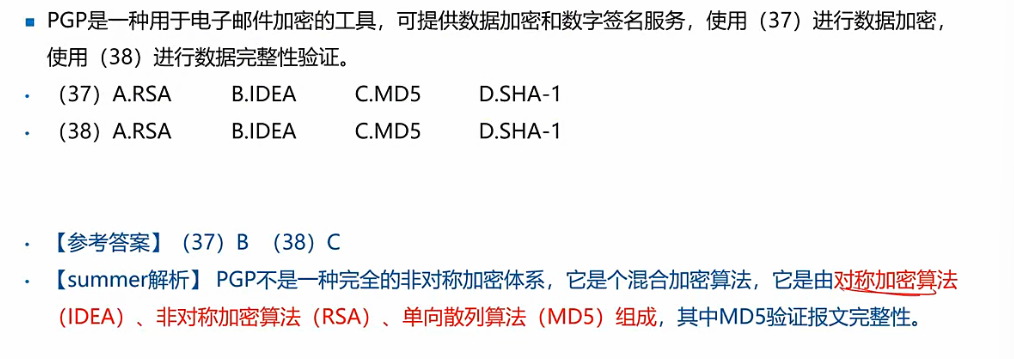 PGP是一种用于电子邮件加密的工具，可提供数据加密和数字签名服务，使用（37）进行数据加密，
使用（38）进行数据完整性验证。
（37）A.RSA B.IDEA C.MD5 D.SHA-1
（38）A.RSA B.IDEA C.MD5 D.SHA-1
【参考答案】（37）B （38）C
【summer解析】 PGP不是一种完全的非对称加密体系，它是个混合加密算法，它是由对称加密算法
（IDEA）、非对称加密算法（RSA）、单向散列算法（MD5）组成，其中MD5验证报文完整性。